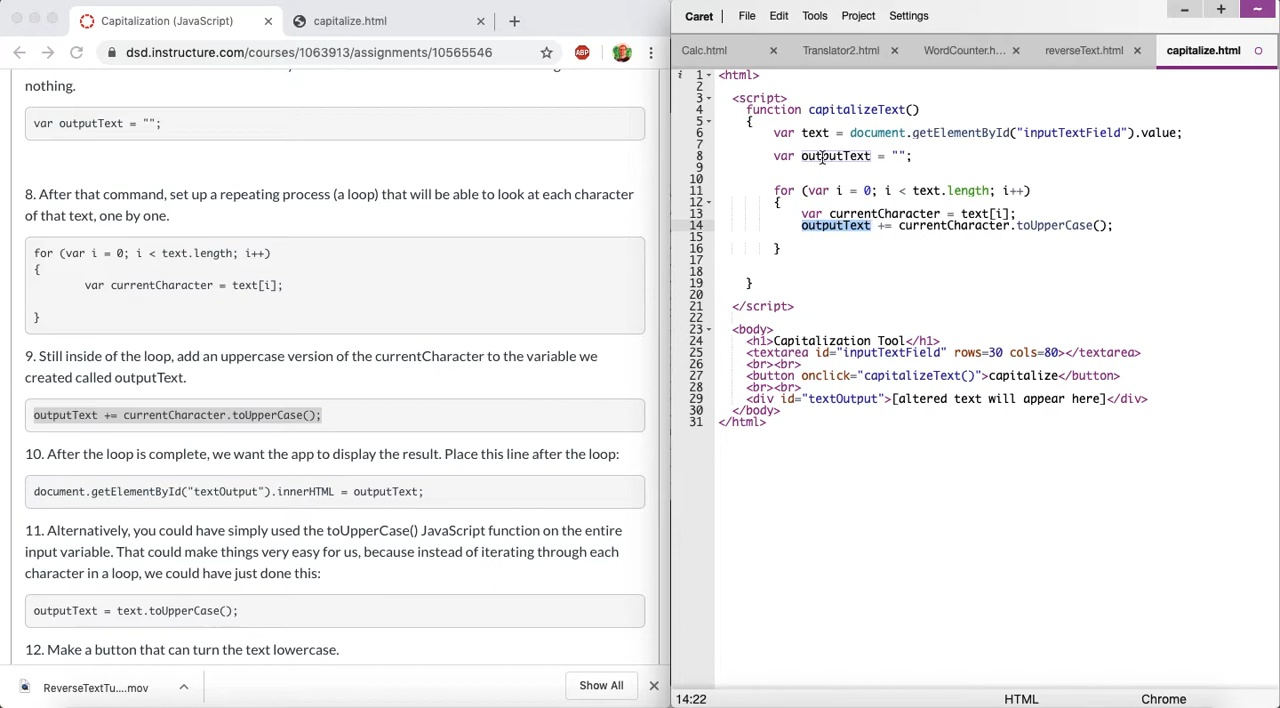 Capitalization (JavaScript)
capitalize.html
dsd.instructure.com/courses/1063913/assignments/10565546
ABP
nothing.
var outputText = "";
8. After that command, set up a repeating process (a loop) that will be able to look at each character
of that text, one by one.
for (var i = 0; i < text.length; i++)
{
var currentCharacter = text[i];
}
9. Still inside of the loop, add an uppercase version of the currentCharacter to the variable we
created called outputText.
outputText += currentCharacter.toUpperCase();
10. After the loop is complete, we want the app to display the result. Place this line after the loop:
document.getElementById("textOutput").innerHTML = outputText;
11. Alternatively, you could have simply used the toUpperCase() JavaScript function on the entire
input variable. That could make things very easy for us, because instead of iterating through each
character in a loop, we could have just done this:
outputText = text.toUpperCase();
12. Make a button that can turn the text lowercase.
ReverseTextTu....mov
Show All
Caret File Edit Tools Project Settings
Calc.html Translator2.html WordCounter.h... reverseText.html capitalize.html
i 1 <html>
2
3 <script>
4 function capitalizeText()
5 {
6 var text = document.getElementById("inputTextField").value;
7
8 var outputText = "";
9
10
11 for (var i = 0; i < text.length; i++)
12 {
13 var currentCharacter = text[i];
14 outputText += currentCharacter.toUpperCase();
15
16 }
17
18
19 }
20
21 </script>
22
23 <body>
24 <h1>Capitalization Tool</h1>
25 <textarea id="inputTextField" rows=30 cols=80></textarea>
26 <br><br>
27 <button onclick="capitalizeText()">capitalize</button>
28 <br><br>
29 <div id="textOutput">[altered text will appear here]</div>
30 </body>
31 </html>
14:22 HTML Chrome